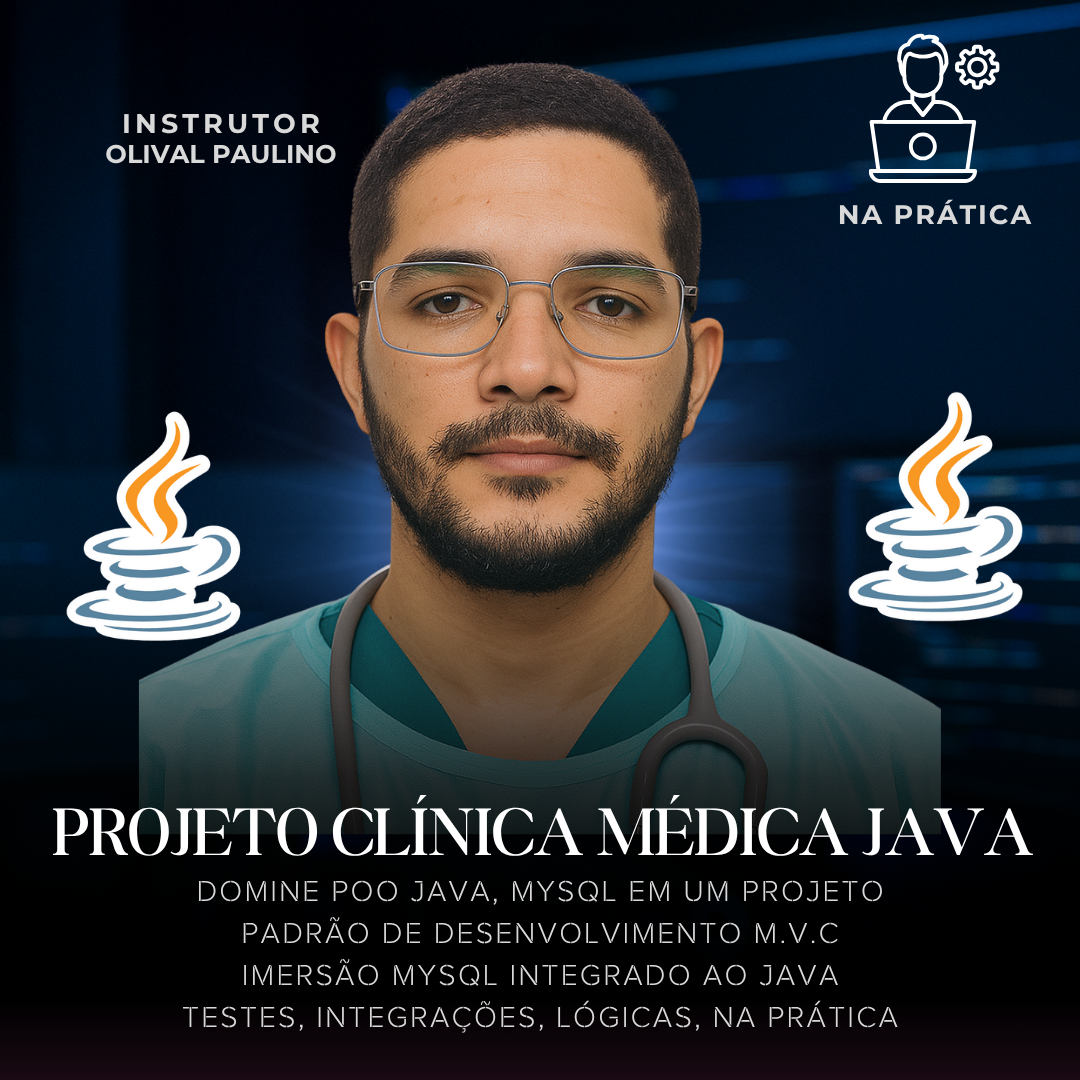 INSTRUTOR
OLIVAL PAULINO
NA PRÁTICA
PROJETO CLÍNICA MÉDICA JAVA
DOMINE POO JAVA, MYSQL EM UM PROJETO
PADRÃO DE DESENVOLVIMENTO M.V.C
IMERSÃO MYSQL INTEGRADO AO JAVA
TESTES, INTEGRAÇÕES, LÓGICAS, NA PRÁTICA